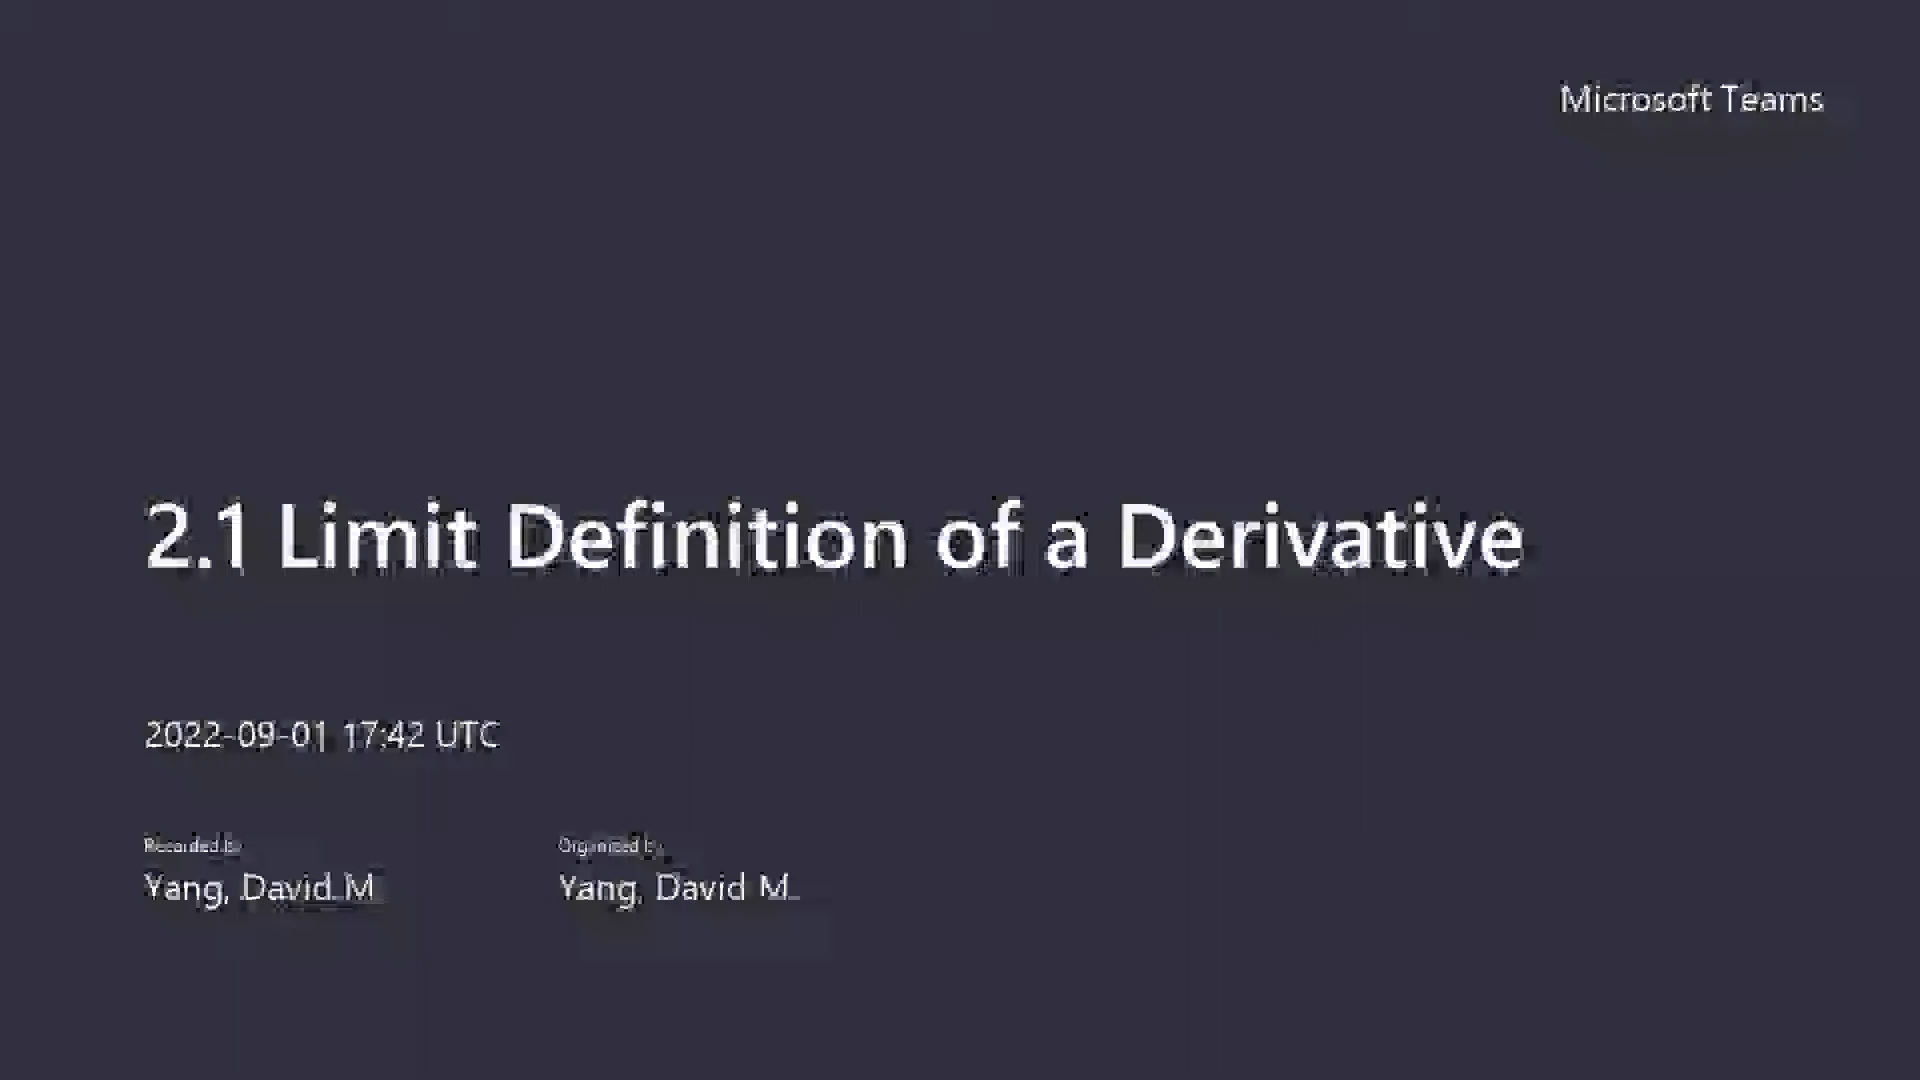 Microsoft Teams
2.1 Limit Definition of a Derivative
2022-09-01 17:42 UTC
Recorded by
Organized by
Yang, David M.
Yang, David M.